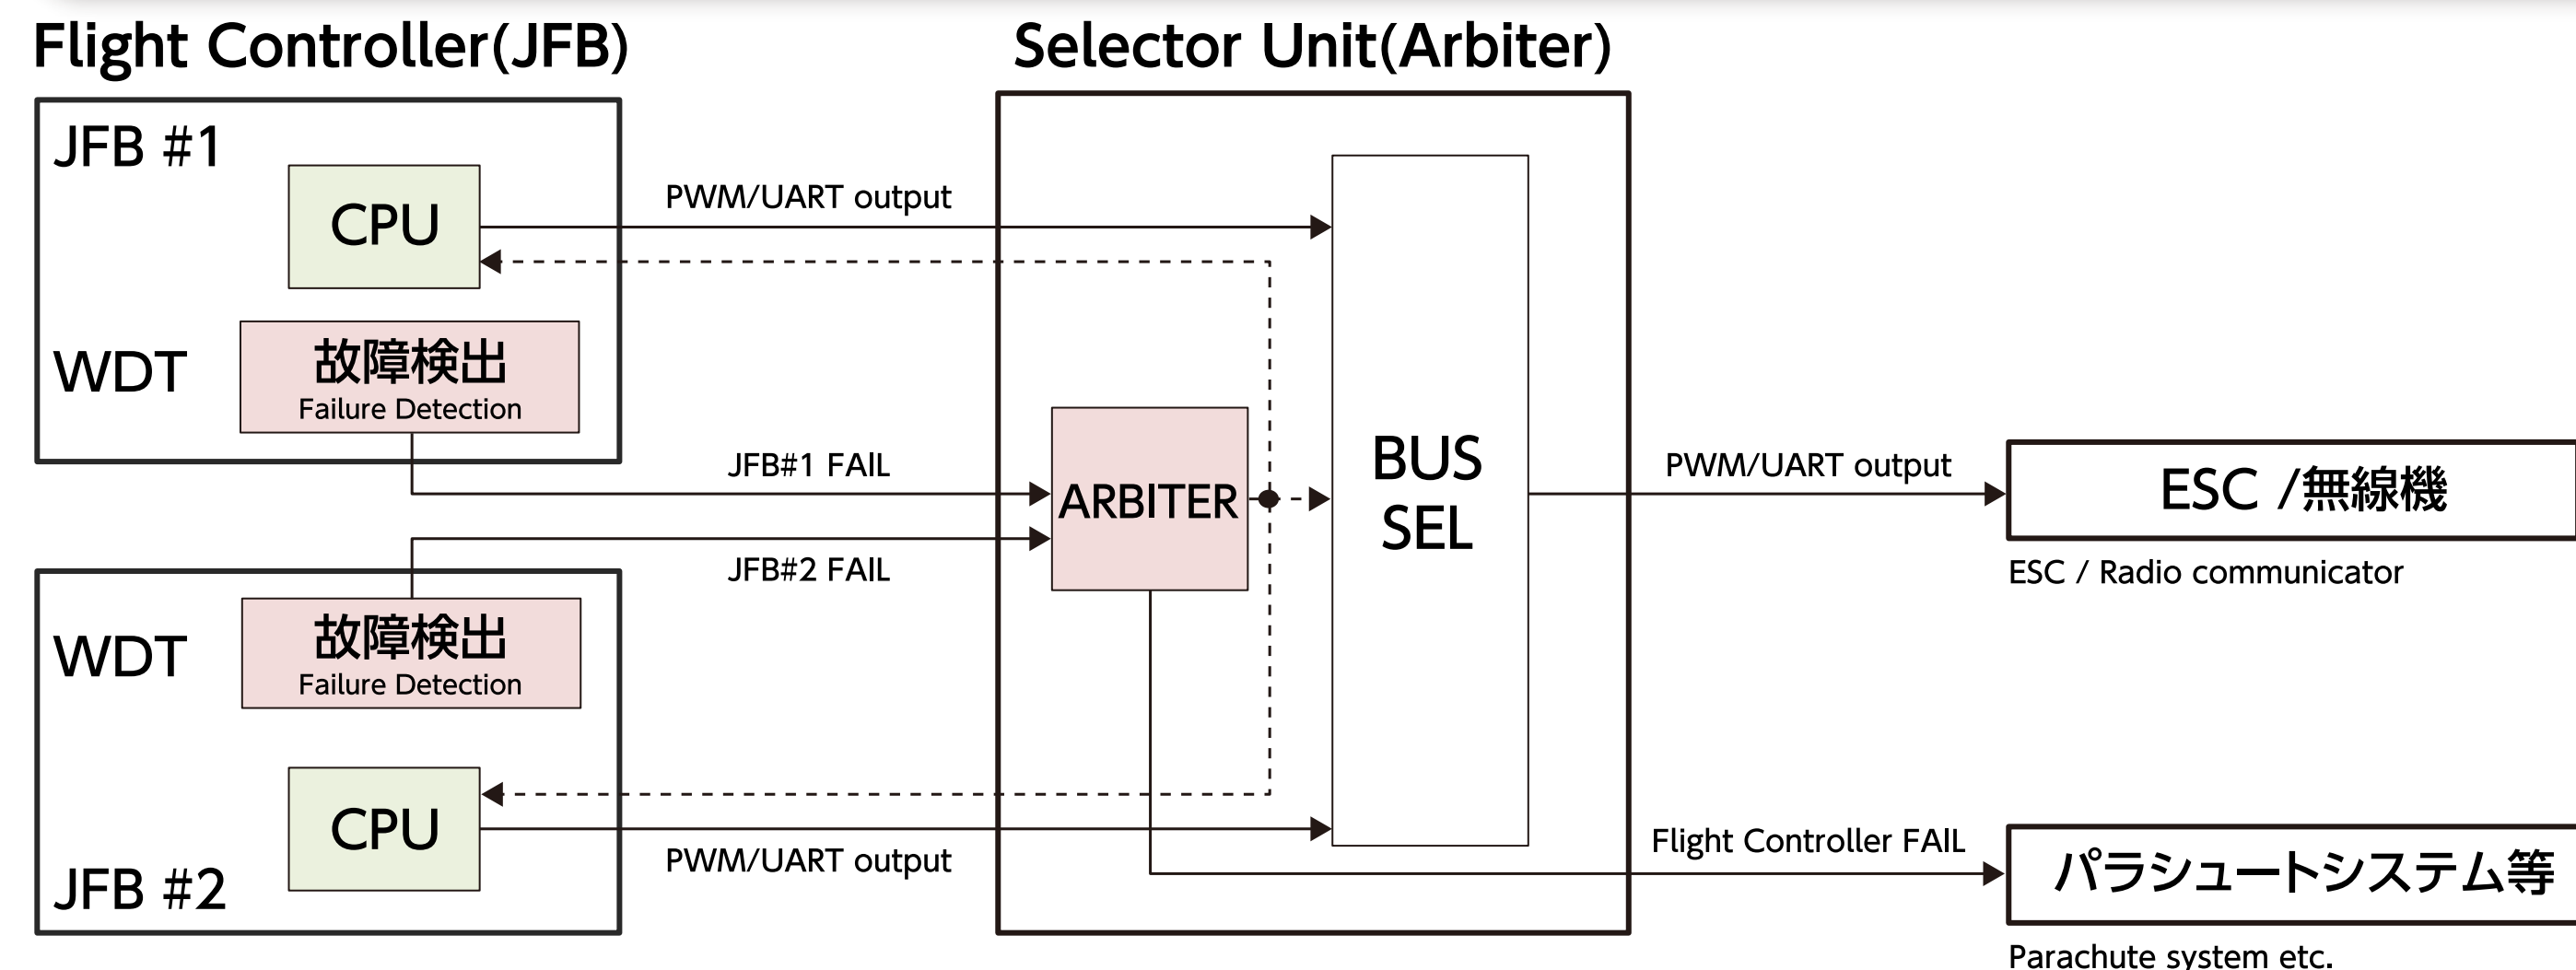 Flight Controller(JFB)
Selector Unit(Arbiter)
JFB #1
CPU
PWM/UART output
WDT
故障検出
Failure Detection
JFB#1 FAIL
ARBITER
BUS
SEL
PWM/UART output
ESC /無線機
ESC / Radio communicator
JFB#2 FAIL
WDT
故障検出
Failure Detection
CPU
PWM/UART output
JFB #2
Flight Controller FAIL
パラシュートシステム等
Parachute system etc.